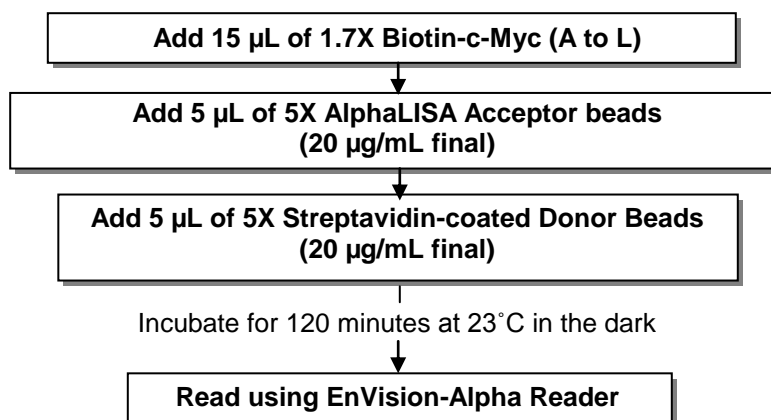 Add 15 µL of 1.7X Biotin-c-Myc (A to L)
Add 5 µL of 5X AlphaLISA Acceptor beads
(20 µg/mL final)
Add 5 µL of 5X Streptavidin-coated Donor Beads
(20 µg/mL final)
Incubate for 120 minutes at 23˚C in the dark
Read using EnVision-Alpha Reader